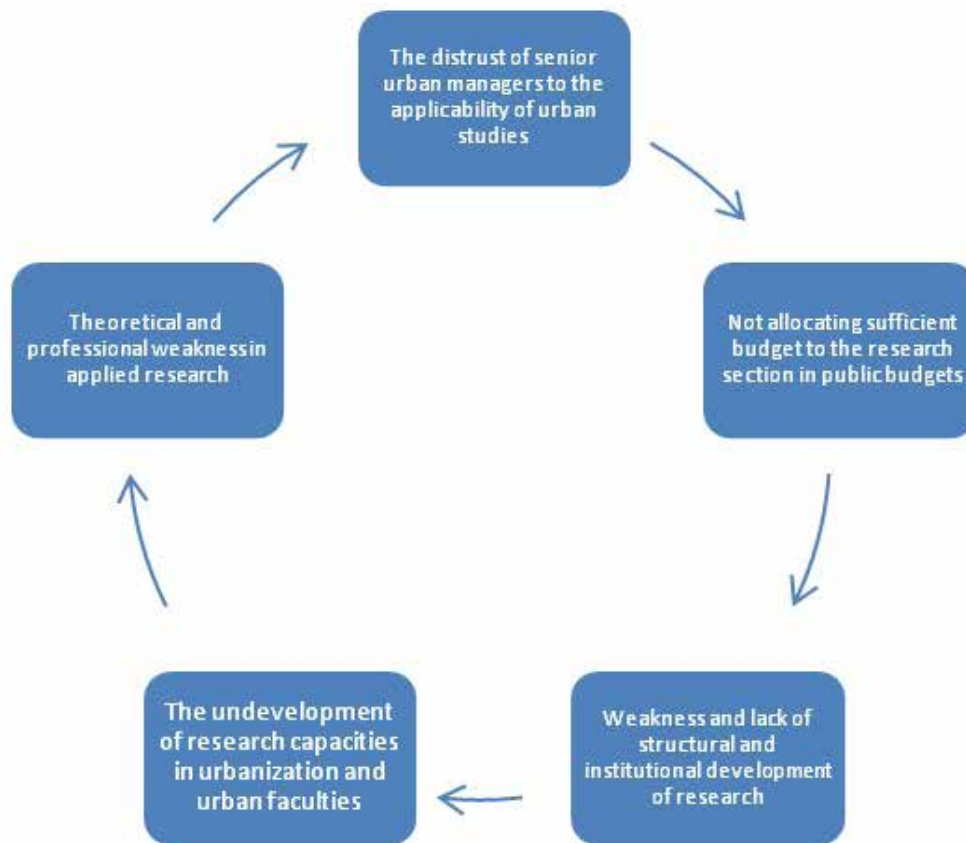 The distrust of senior
urban managers to the
applicability of urban
studies
Not allocating sufficient
budget to the research
section in public budgets
Weakness and lack of
structural and
institutional development
of research
The undevelopment
of research capacities
in urbanization and
urban faculties
Theoretical and
professional weakness in
applied research